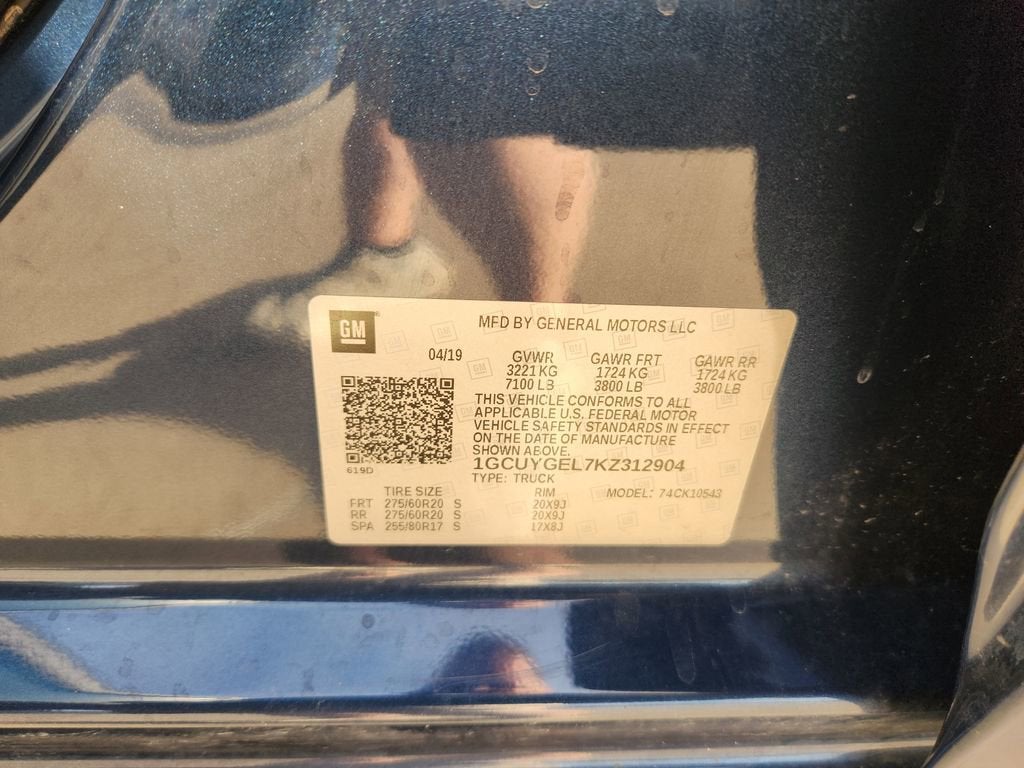 GM
MFD BY GENERAL MOTORS LLC
04/19 GVWR GAWR FRT GAWR RR
3221 KG 1724 KG 1724 KG
7100 LB 3800 LB 3800 LB
THIS VEHICLE CONFORMS TO ALL
APPLICABLE U.S. FEDERAL MOTOR
VEHICLE SAFETY STANDARDS IN EFFECT
ON THE DATE OF MANUFACTURE
SHOWN ABOVE.
619D
1GCUYGEL7KZ312904
TYPE: TRUCK
TIRE SIZE RIM MODEL: 74CK10543
FRT 275/60R20 S 20X9J
RR 275/60R20 S 20X9J
SPA 255/80R17 S 17X8J